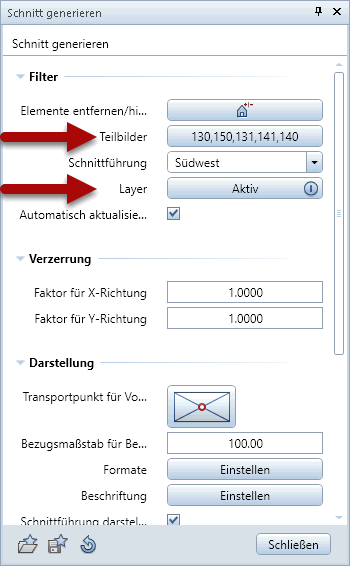 Schnitt generieren
Schnitt generieren
Filter
Elemente entfernen/hi...
Teilbilder 130,150,131,141,140
Schnittführung Südwest
Layer Aktiv
Automatisch aktualisie...
Verzerrung
Faktor für X-Richtung 1.0000
Faktor für Y-Richtung 1.0000
Darstellung
Transportpunkt für Vo...
Bezugsmaßstab für Be... 100.00
Formate Einstellen
Beschriftung Einstellen
Schnittführung darstel...
Schließen